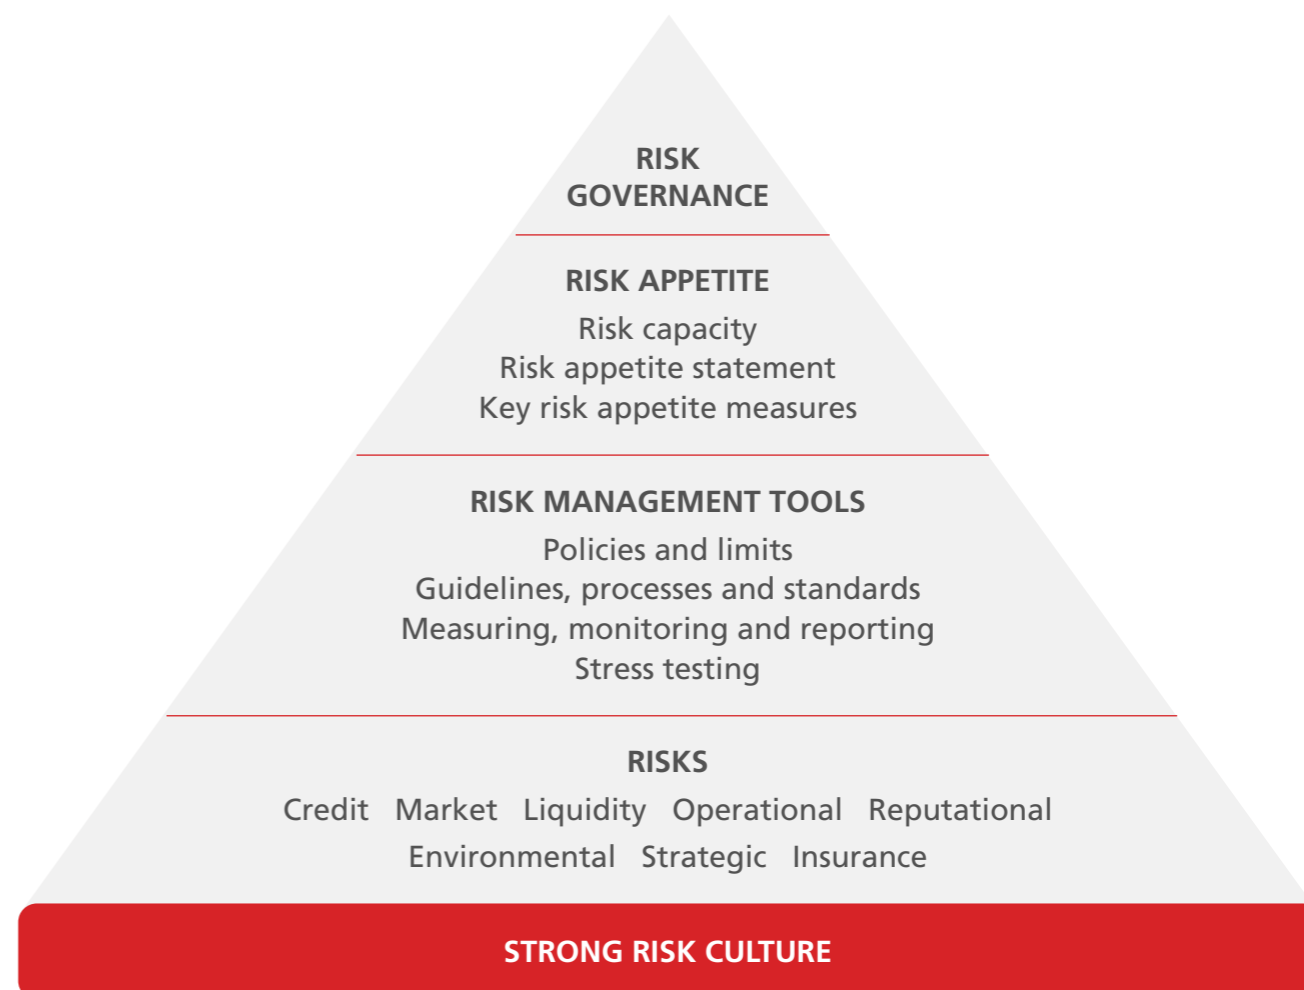 RISK
GOVERNANCE
RISK APPETITE
Risk capacity
Risk appetite statement
Key risk appetite measures
RISK MANAGEMENT TOOLS
Policies and limits
Guidelines, processes and standards
Measuring, monitoring and reporting
Stress testing
RISKS
Credit Market Liquidity Operational Reputational
Environmental Strategic Insurance
STRONG RISK CULTURE